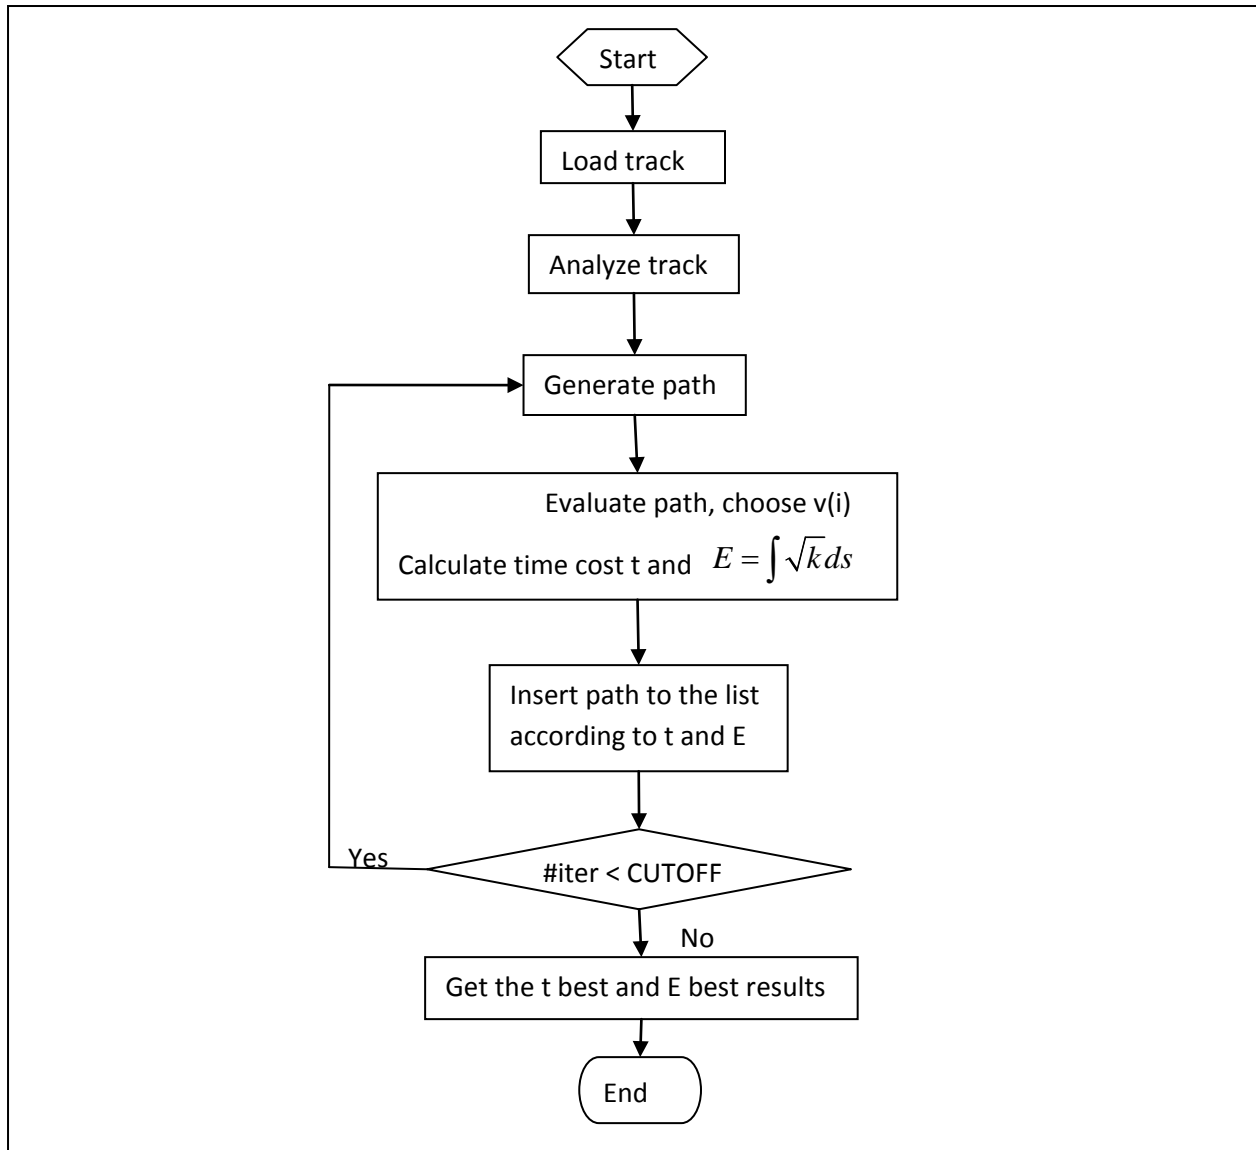 Start
Load track
Analyze track
Generate path
Evaluate path, choose v(i)
Calculate time cost t and E = ∫ √k ds
Insert path to the list
according to t and E
Yes
#iter < CUTOFF
No
Get the t best and E best results
End